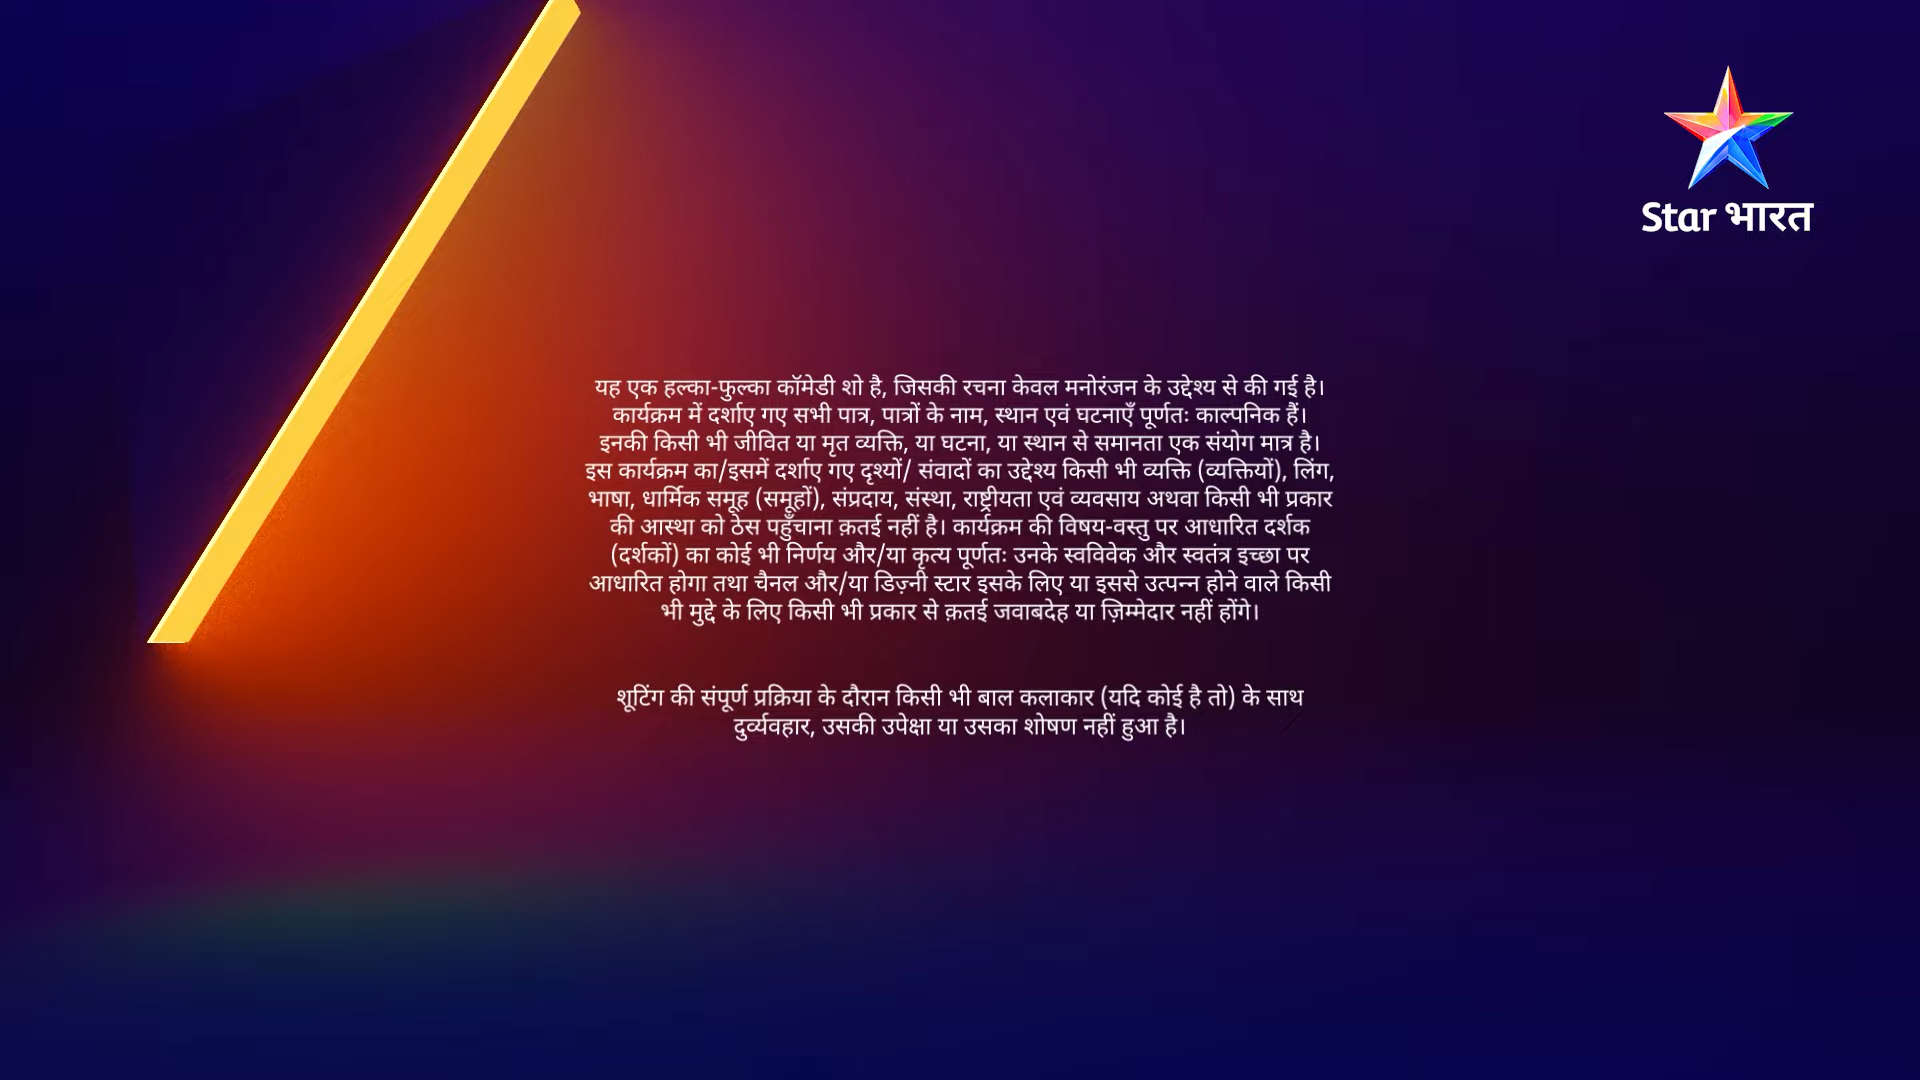 Star भारत
यह एक हल्का-फुल्का कॉमेडी शो है, जिसकी रचना केवल मनोरंजन के उद्देश्य से की गई है।
कार्यक्रम में दर्शाए गए सभी पात्र, पात्रों के नाम, स्थान एवं घटनाएँ पूर्णतः काल्पनिक हैं।
इनकी किसी भी जीवित या मृत व्यक्ति, या घटना, या स्थान से समानता एक संयोग मात्र है।
इस कार्यक्रम का/इसमें दर्शाए गए दृश्यों/ संवादों का उद्देश्य किसी भी व्यक्ति (व्यक्तियों), लिंग,
भाषा, धार्मिक समूह (समूहों), संप्रदाय, संस्था, राष्ट्रीयता एवं व्यवसाय अथवा किसी भी प्रकार
की आस्था को ठेस पहुँचाना क़तई नहीं है। कार्यक्रम की विषय-वस्तु पर आधारित दर्शक
(दर्शकों) का कोई भी निर्णय और/या कृत्य पूर्णतः उनके स्वविवेक और स्वतंत्र इच्छा पर
आधारित होगा तथा चैनल और/या डिज़्नी स्टार इसके लिए या इससे उत्पन्न होने वाले किसी
भी मुद्दे के लिए किसी भी प्रकार से क़तई जवाबदेह या ज़िम्मेदार नहीं होंगे।
शूटिंग की संपूर्ण प्रक्रिया के दौरान किसी भी बाल कलाकार (यदि कोई है तो) के साथ
दुर्व्यवहार, उसकी उपेक्षा या उसका शोषण नहीं हुआ है।